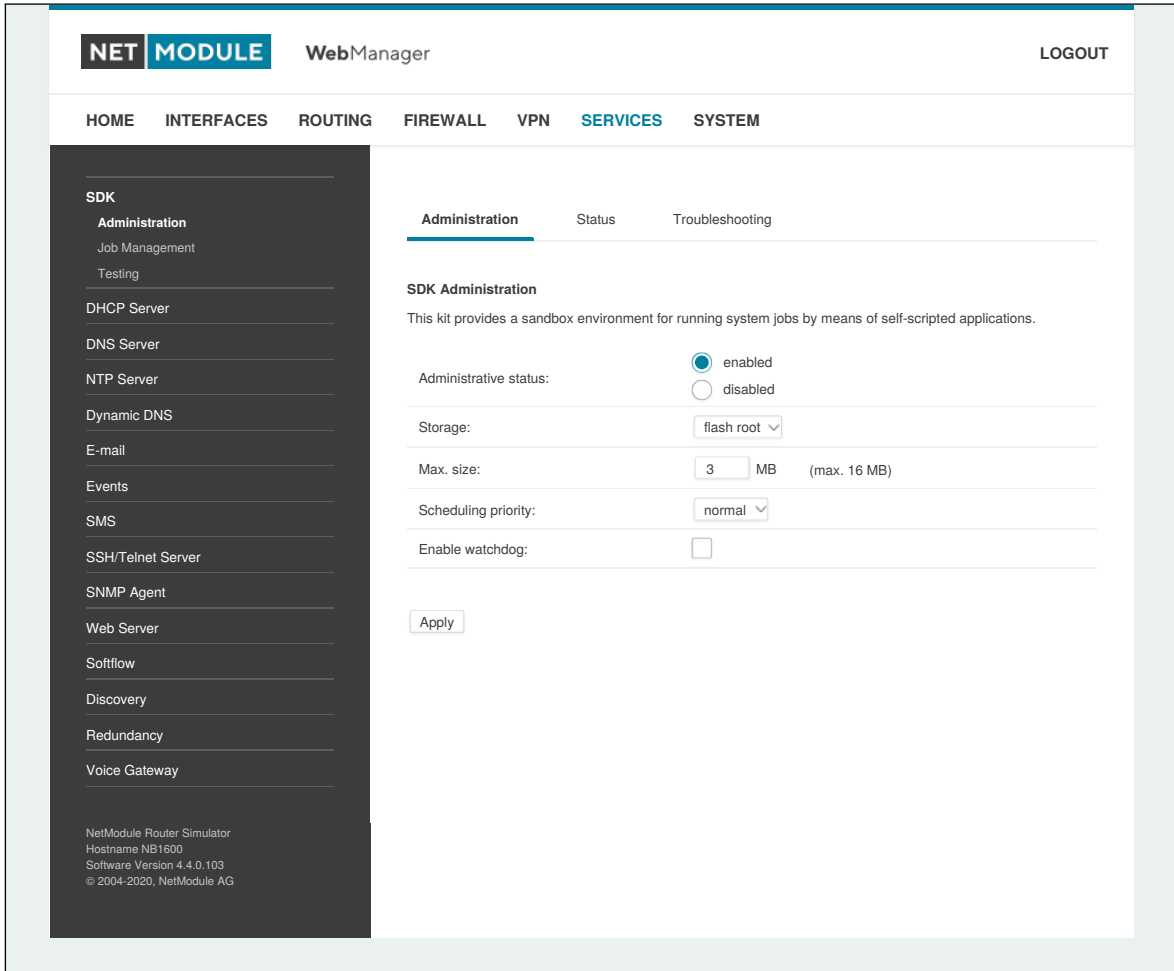 NET MODULE WebManager LOGOUT
HOME INTERFACES ROUTING FIREWALL VPN SERVICES SYSTEM
SDK
Administration
Job Management
Testing
DHCP Server
DNS Server
NTP Server
Dynamic DNS
E-mail
Events
SMS
SSH/Telnet Server
SNMP Agent
Web Server
Softflow
Discovery
Redundancy
Voice Gateway
NetModule Router Simulator
Hostname NB1600
Software Version 4.4.0.103
© 2004-2020, NetModule AG
Administration Status Troubleshooting
SDK Administration
This kit provides a sandbox environment for running system jobs by means of self-scripted applications.
Administrative status:
enabled
disabled
Storage: flash root
Max. size: 3 MB (max. 16 MB)
Scheduling priority: normal
Enable watchdog:
Apply